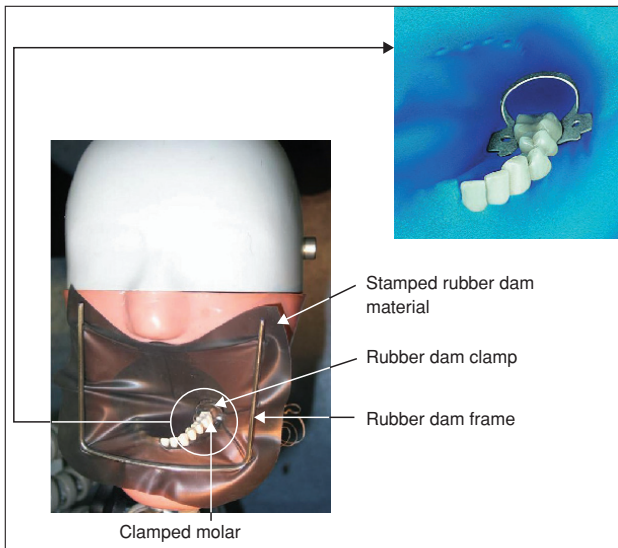 Stamped rubber dam
material
Rubber dam clamp
Rubber dam frame
Clamped molar